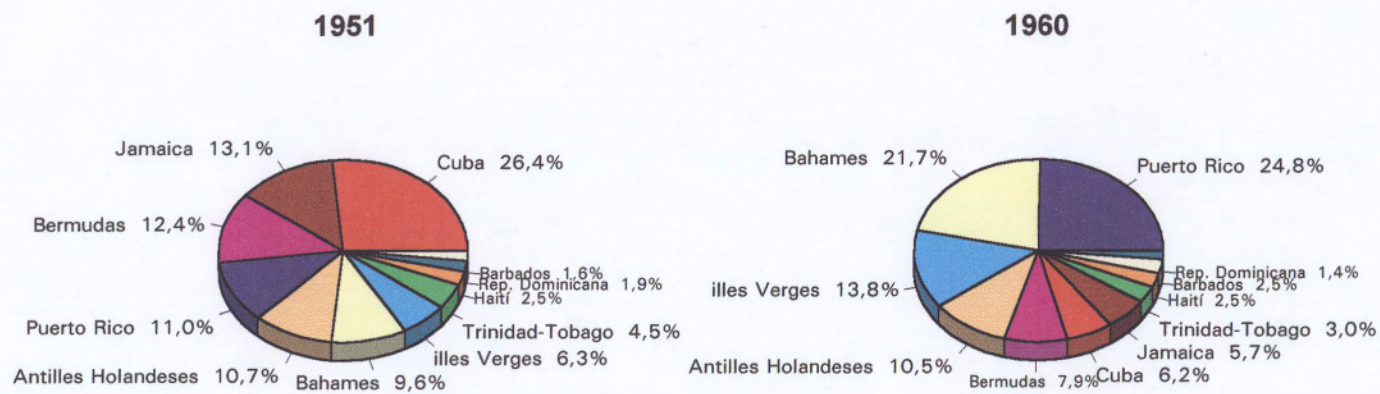 1951
Jamaica 13,1%
Cuba 26,4%
Bermudas 12,4%
Barbados 1,6%
Rep. Dominicana 1,9%
Haití 2,5%
Puerto Rico 11,0%
Trinidad-Tobago 4,5%
illes Verges 6,3%
Antilles Holandeses 10,7%
Bahames 9,6%
1960
Bahames 21,7%
Puerto Rico 24,8%
Rep. Dominicana 1,4%
Barbados 2,5%
illes Verges 13,8%
Haití 2,5%
Trinidad-Tobago 3,0%
Jamaica 5,7%
Antilles Holandeses 10,5%
Bermudas 7,9%
Cuba 6,2%